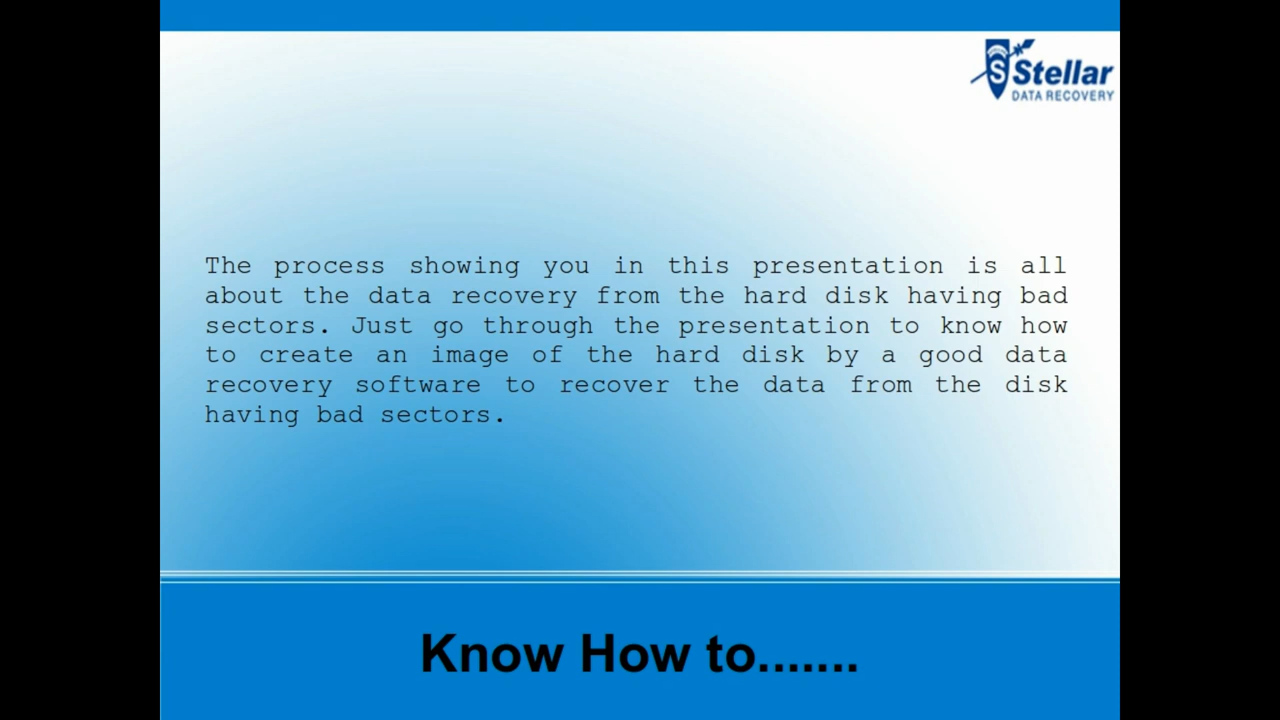 S
Stellar
DATA RECOVERY
The process showing you in this presentation is all
about the data recovery from the hard disk having bad
sectors. Just go through the presentation to know how
to create an image of the hard disk by a good data
recovery software to recover the data from the disk
having bad sectors.
Know How to.......